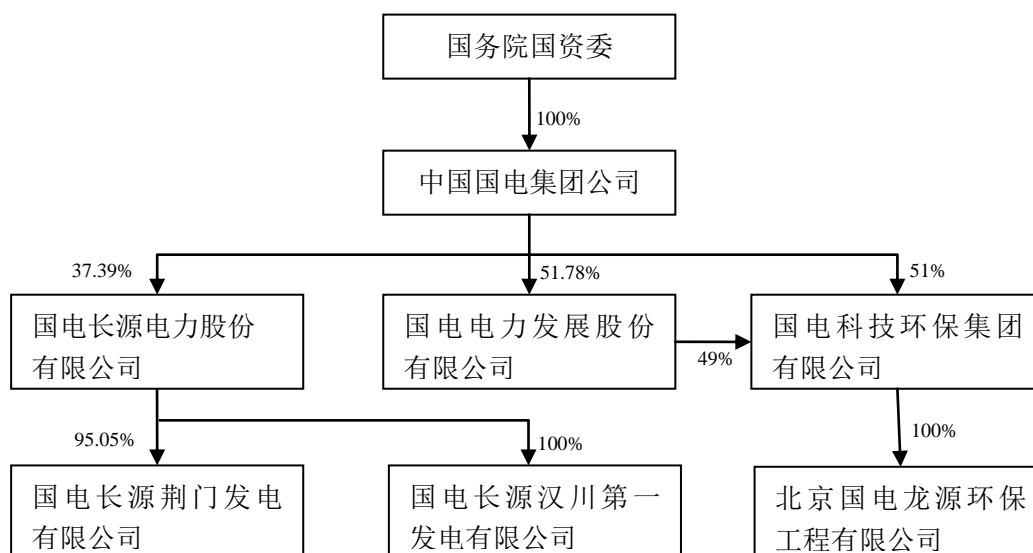 国务院国资委
100%
中国国电集团公司
37.39%
51.78%
51%
国电长源电力股份
有限公司
国电电力发展股份
有限公司
49%
国电科技环保集团
有限公司
95.05%
100%
100%
国电长源荆门发电
有限公司
国电长源汉川第一
发电有限公司
北京国电龙源环保
工程有限公司